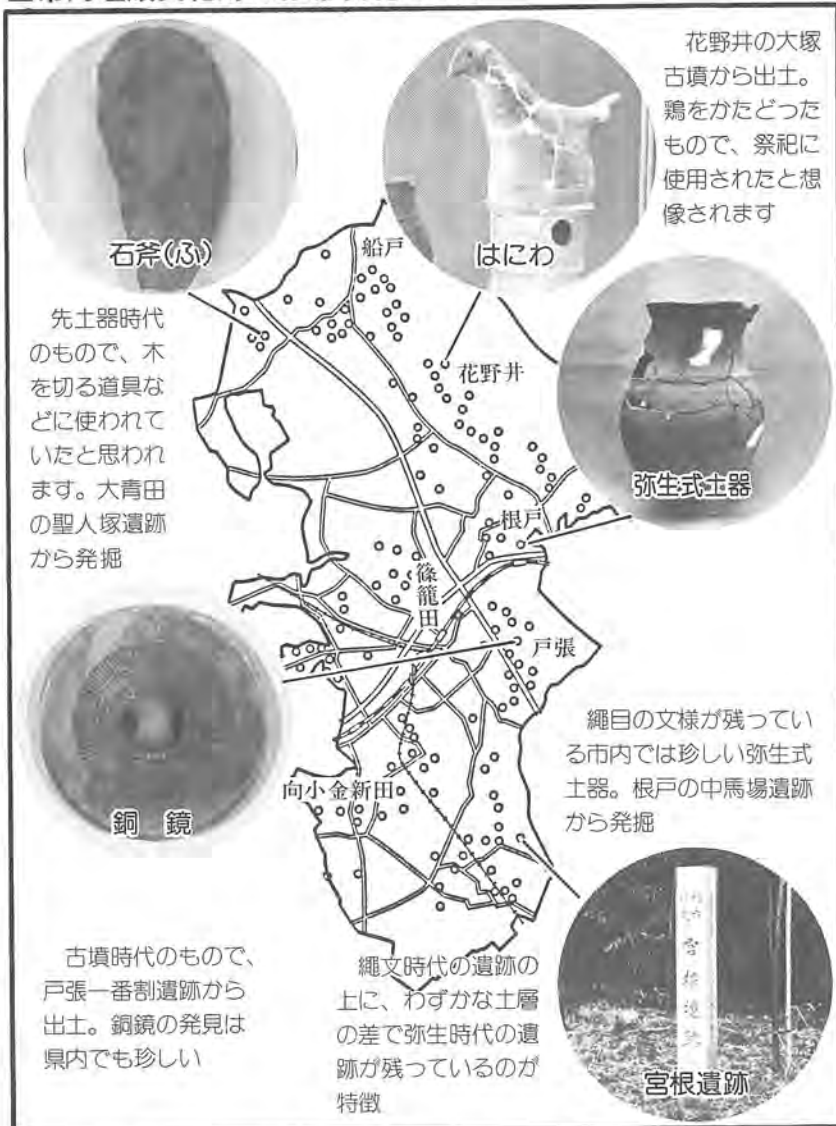 花野井の大塚
古墳から出土。
鶏をかたどった
もので、祭祀に
使用されたと想
像されます
石斧(ふ)
はにわ
船戸
先土器時代
のもので、木
を切る道具な
どに使われて
いたと思われ
ます。大青田
の聖人塚遺跡
から発掘
花野井
弥生式土器
根戸
篠籠田
戸張
銅 鏡
向小金新田
縄目の文様が残ってい
る市内では珍しい弥生式
土器。根戸の中馬場遺跡
から発掘
古墳時代のもので、
戸張一番割遺跡から
出土。銅鏡の発見は
県内でも珍しい
縄文時代の遺跡の
上に、わずかな土層
の差で弥生時代の遺
跡が残っているのが
特徴
宮根遺跡
宮根遺跡